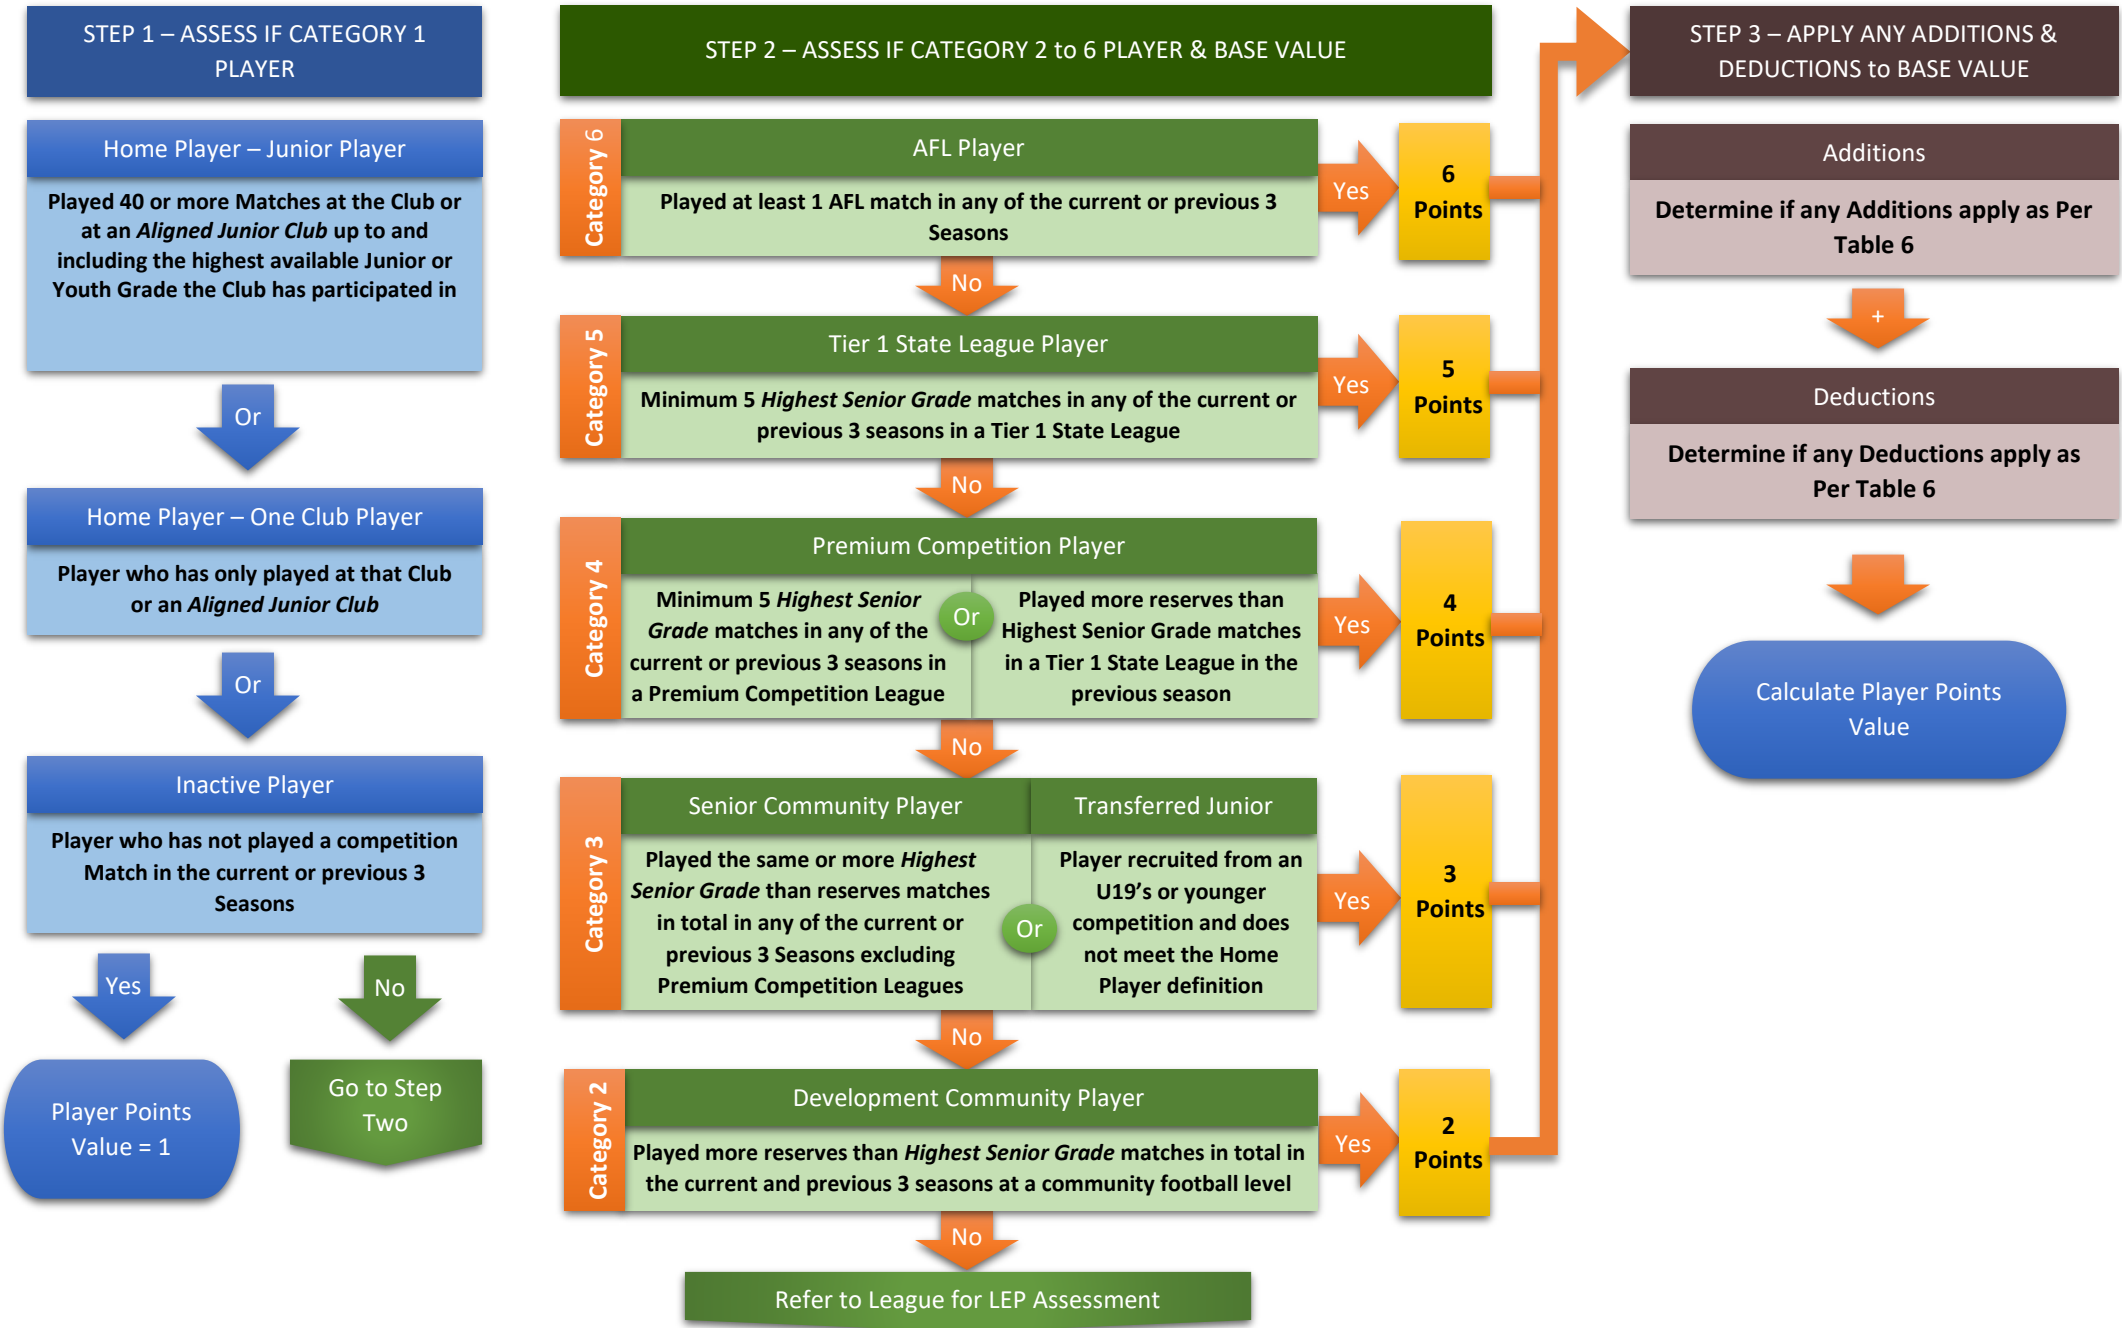 STEP 1 – ASSESS IF CATEGORY 1
PLAYER
Home Player – Junior Player
Played 40 or more Matches at the Club or
at an Aligned Junior Club up to and
including the highest available Junior or
Youth Grade the Club has participated in
Or
Home Player – One Club Player
Player who has only played at that Club
or an Aligned Junior Club
Or
Inactive Player
Player who has not played a competition
Match in the current or previous 3
Seasons
Yes
No
Player Points
Value = 1
Go to Step
Two
STEP 2 – ASSESS IF CATEGORY 2 to 6 PLAYER & BASE VALUE
Category 6
AFL Player
Played at least 1 AFL match in any of the current or previous 3
Seasons
Yes
6
Points
No
Category 5
Tier 1 State League Player
Minimum 5 Highest Senior Grade matches in any of the current or
previous 3 seasons in a Tier 1 State League
Yes
5
Points
No
Category 4
Premium Competition Player
Minimum 5 Highest Senior
Grade matches in any of the
current or previous 3 seasons in
a Premium Competition League
Or
Played more reserves than
Highest Senior Grade matches
in a Tier 1 State League in the
previous season
Yes
4
Points
No
Category 3
Senior Community Player
Played the same or more Highest
Senior Grade than reserves matches
in total in any of the current or
previous 3 Seasons excluding
Premium Competition Leagues
Or
Transferred Junior
Player recruited from an
U19's or younger
competition and does
not meet the Home
Player definition
Yes
3
Points
No
Category 2
Development Community Player
Played more reserves than Highest Senior Grade matches in total in
the current and previous 3 seasons at a community football level
Yes
2
Points
No
Refer to League for LEP Assessment
STEP 3 – APPLY ANY ADDITIONS &
DEDUCTIONS to BASE VALUE
Additions
Determine if any Additions apply as Per
Table 6
+
Deductions
Determine if any Deductions apply as
Per Table 6
Calculate Player Points
Value